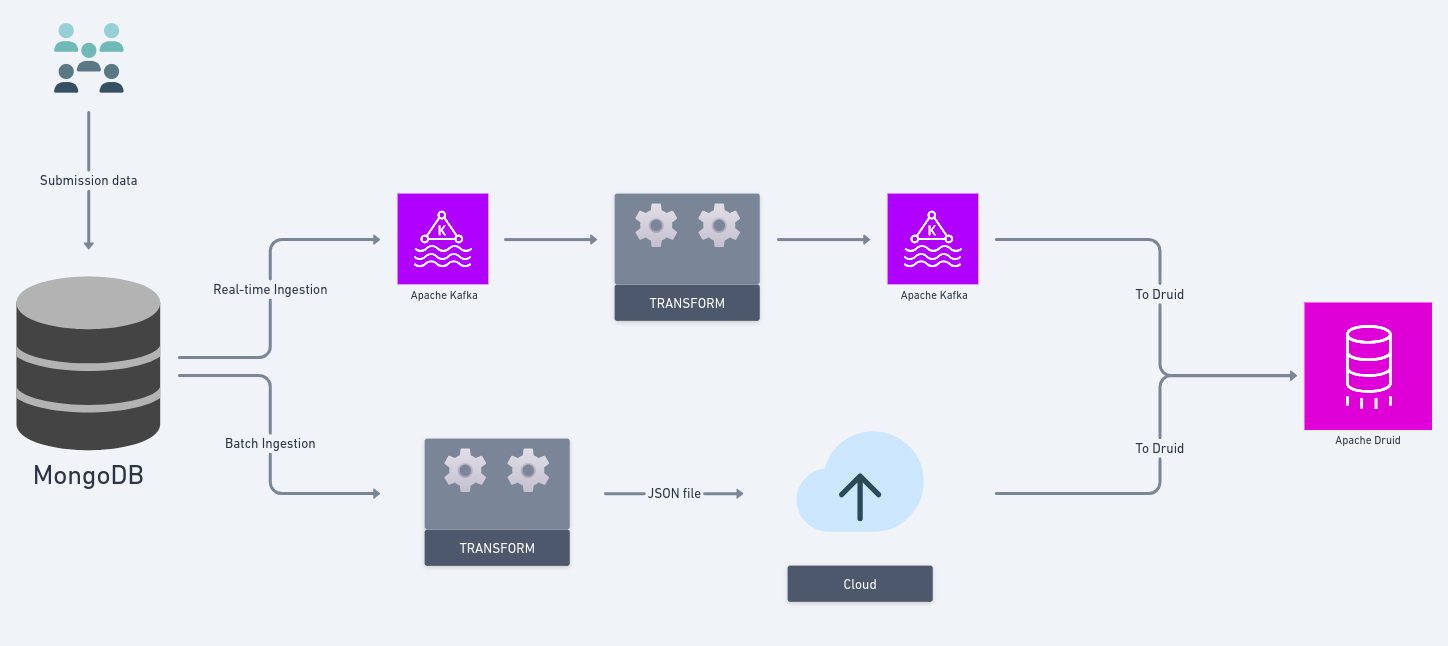 Submission data
Real-time Ingestion
K
Apache Kafka
TRANSFORM
K
Apache Kafka
To Druid
Apache Druid
MongoDB
Batch Ingestion
TRANSFORM
JSON file
Cloud
To Druid